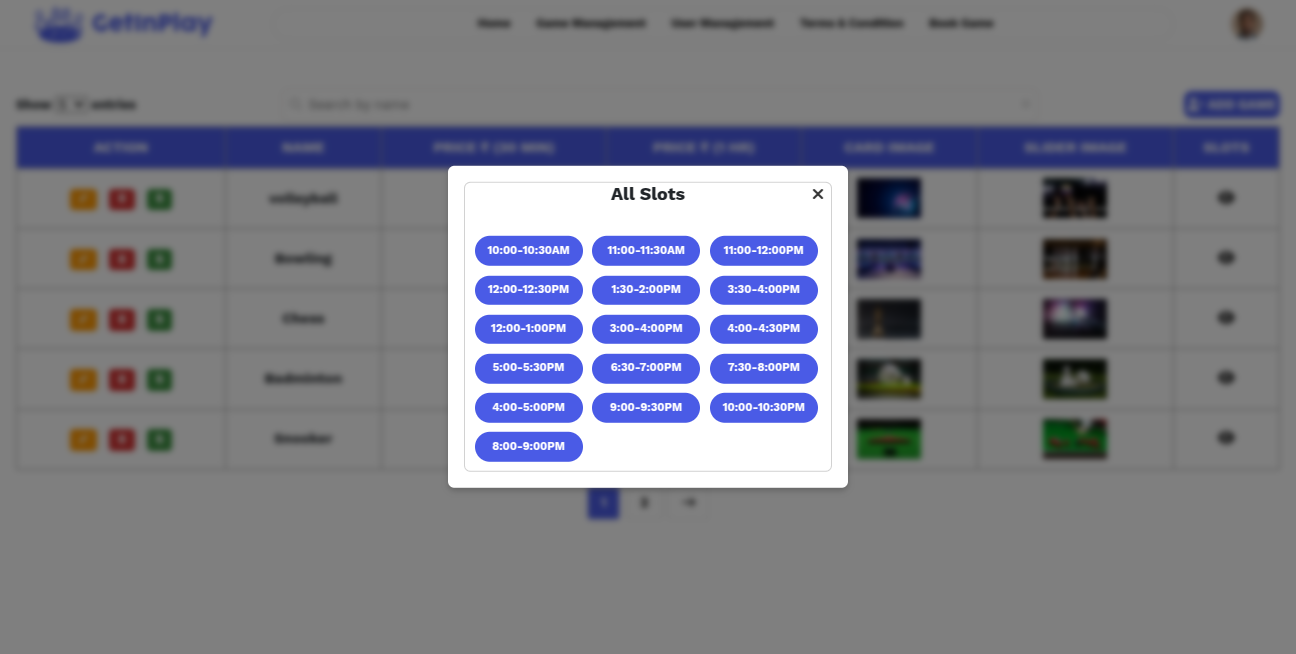 GetInPlay
Home Game Management User Management Terms & Condition Book Game
Show entries Search by name ADD GAME
ACTION NAME PRICE ₹ (30 MIN) PRICE ₹ (1 HR) CARD IMAGE SLIDER IMAGE SLOTS
volleyball
Bowling
Chess
Badminton
Snooker
All Slots
10:00-10:30AM 11:00-11:30AM 11:00-12:00PM
12:00-12:30PM 1:30-2:00PM 3:30-4:00PM
12:00-1:00PM 3:00-4:00PM 4:00-4:30PM
5:00-5:30PM 6:30-7:00PM 7:30-8:00PM
4:00-5:00PM 9:00-9:30PM 10:00-10:30PM
8:00-9:00PM
1 2 →